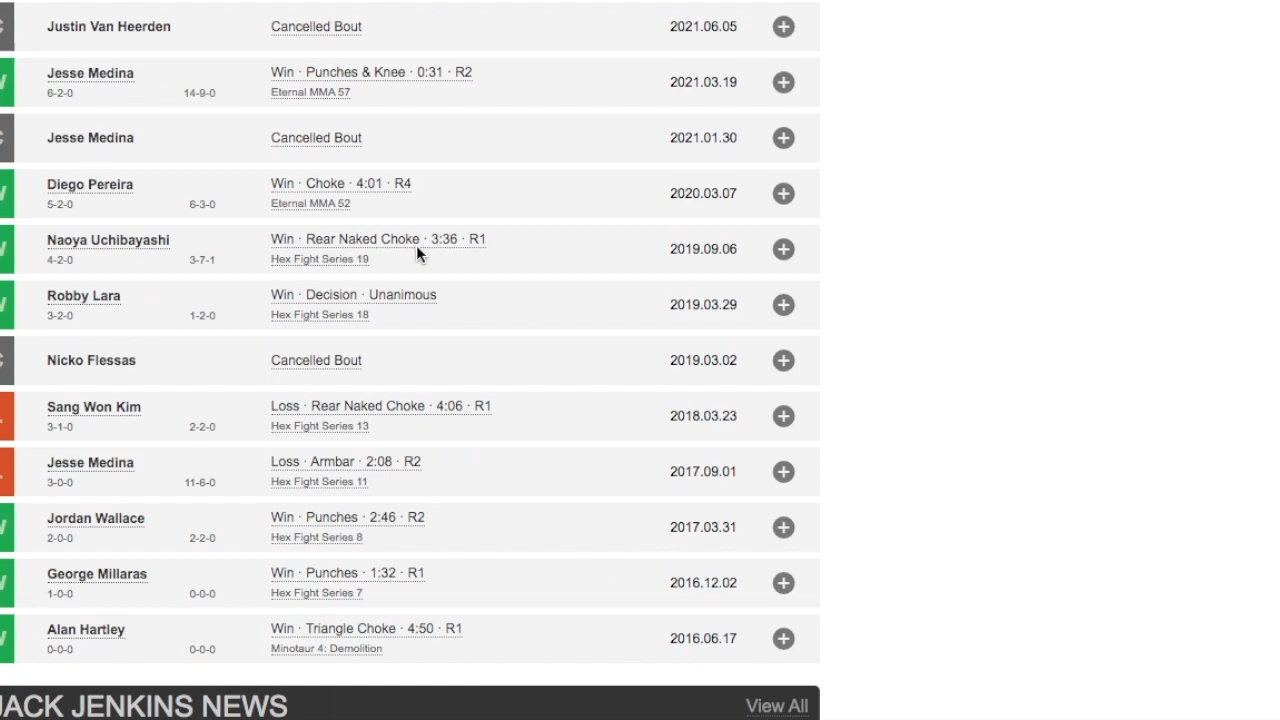 Justin Van Heerden Cancelled Bout 2021.06.05
Jesse Medina Win · Punches & Knee · 0:31 · R2 2021.03.19
6-2-0 14-9-0 Eternal MMA 57
Jesse Medina Cancelled Bout 2021.01.30
Diego Pereira Win · Choke · 4:01 · R4 2020.03.07
5-2-0 6-3-0 Eternal MMA 52
Naoya Uchibayashi Win · Rear Naked Choke · 3:36 · R1 2019.09.06
4-2-0 3-7-1 Hex Fight Series 19
Robby Lara Win · Decision · Unanimous 2019.03.29
3-2-0 1-2-0 Hex Fight Series 18
Nicko Flessas Cancelled Bout 2019.03.02
Sang Won Kim Loss · Rear Naked Choke · 4:06 · R1 2018.03.23
3-1-0 2-2-0 Hex Fight Series 13
Jesse Medina Loss · Armbar · 2:08 · R2 2017.09.01
3-0-0 11-6-0 Hex Fight Series 11
Jordan Wallace Win · Punches · 2:46 · R2 2017.03.31
2-0-0 2-2-0 Hex Fight Series 8
George Millaras Win · Punches · 1:32 · R1 2016.12.02
1-0-0 0-0-0 Hex Fight Series 7
Alan Hartley Win · Triangle Choke · 4:50 · R1 2016.06.17
0-0-0 0-0-0 Minotaur 4: Demolition
JACK JENKINS NEWS View All